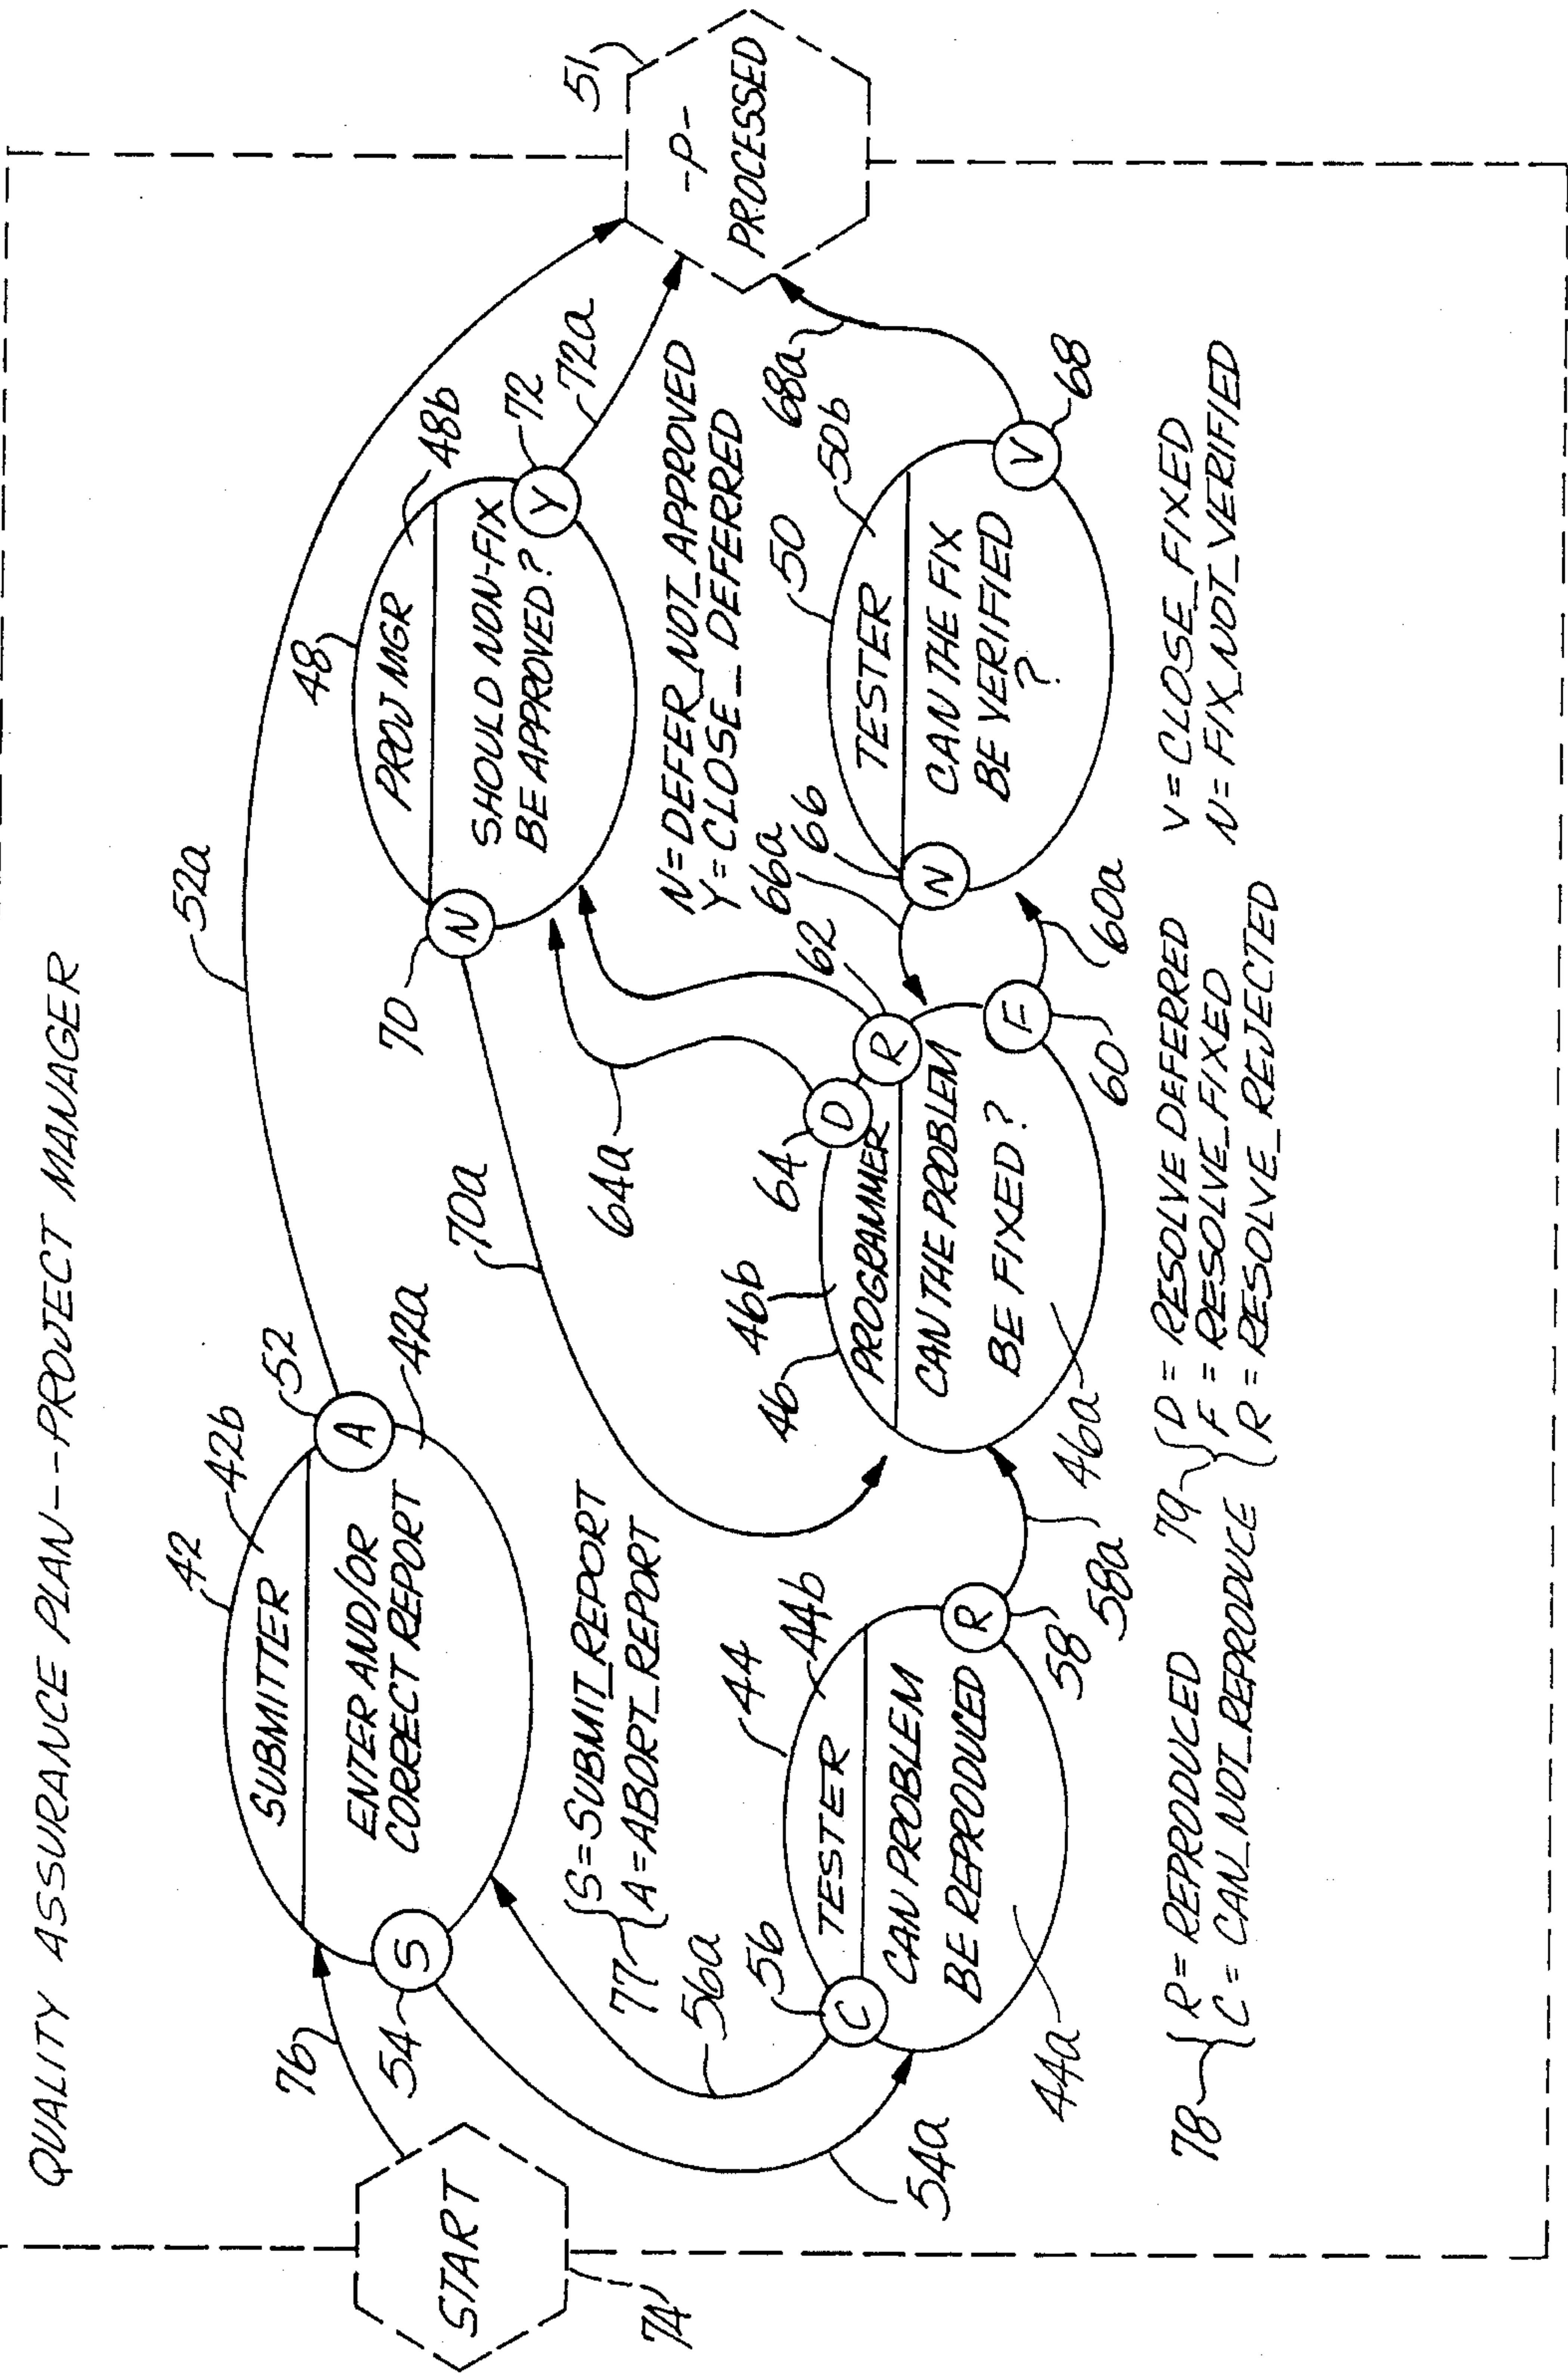 QUALITY ASSURANCE PLAN---PROJECT MANAGER
START
74
76
SUBMITTER
ENTER AND/OR
CORRECT REPORT
42
42b
42a
S
54
54a
A
52
52a
77
S=SUBMIT_REPORT
A=ABORT_REPORT
TESTER
CAN PROBLEM
BE REPRODUCED
44
44b
44a
C
56
56a
R
58
58a
78
R=REPRODUCED
C=CAN_NOT_REPRODUCE
PROGRAMMER
CAN THE PROBLEM
BE FIXED?
46
46b
46a
D
64
64a
R
62
F
60
60a
79
D = RESOLVE DEFERRED
F = RESOLVE_FIXED
R = RESOLVE_REJECTED
PROJ MGR
SHOULD NON-FIX
BE APPROVED?
48
48b
N
70
70a
Y
72
72a
N=DEFER_NOT_APPROVED
Y=CLOSE_DEFERRED
TESTER
CAN THE FIX
BE VERIFIED
?
50
50b
N
66
66a
V
68
68a
V=CLOSE_FIXED
N=FIX_NOT_VERIFIED
-P-
PROCESSED
51